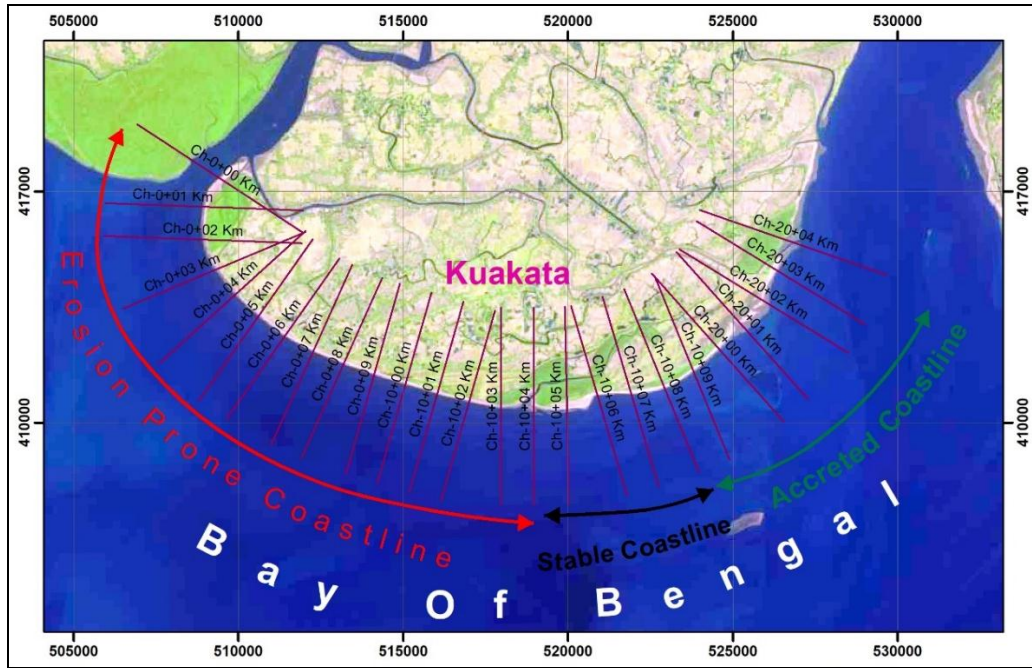 505000 510000 515000 520000 525000 530000
417000
417000
Ch-0+00 Km
Ch-0+01 Km
Ch-0+02 Km
Ch-0+03 Km
Ch-0+04 Km
Ch-0+05 Km
Ch-0+06 Km
Ch-0+07 Km
Ch-0+08 Km
Ch-0+09 Km
Ch-10+00 Km
Ch-10+01 Km
Ch-10+02 Km
Ch-10+03 Km
Ch-10+04 Km
Ch-10+05 Km
Ch-10+06 Km
Ch-10+07 Km
Ch-10+08 Km
Ch-10+09 Km
Ch-20+00 Km
Ch-20+01 Km
Ch-20+02 Km
Ch-20+03 Km
Ch-20+04 Km
Kuakata
410000
410000
Erosion Prone Coastline
Stable Coastline
Accreted Coastline
Bay Of Bengal
505000 510000 515000 520000 525000 530000